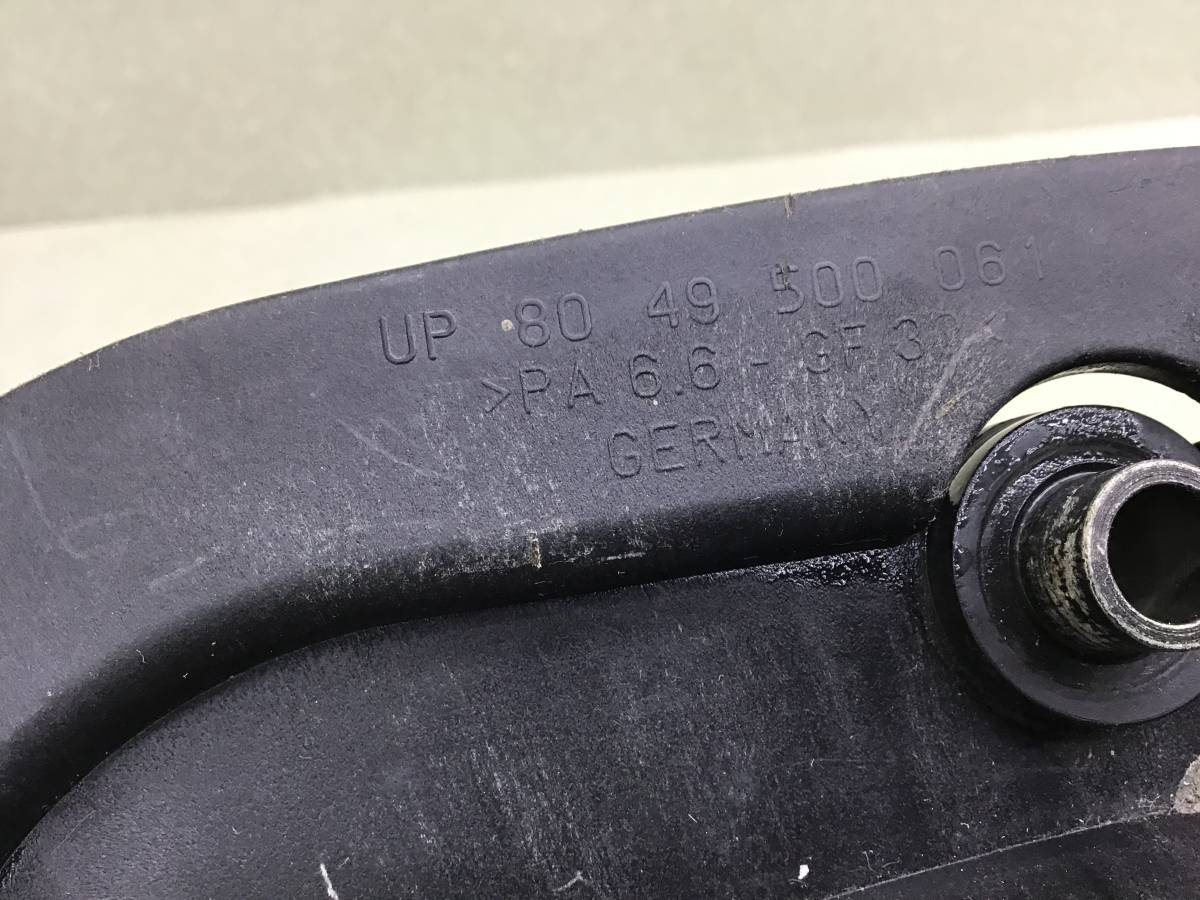 UP 80 49 500 061
>PA 6.6 - GF 30<
GERMANY